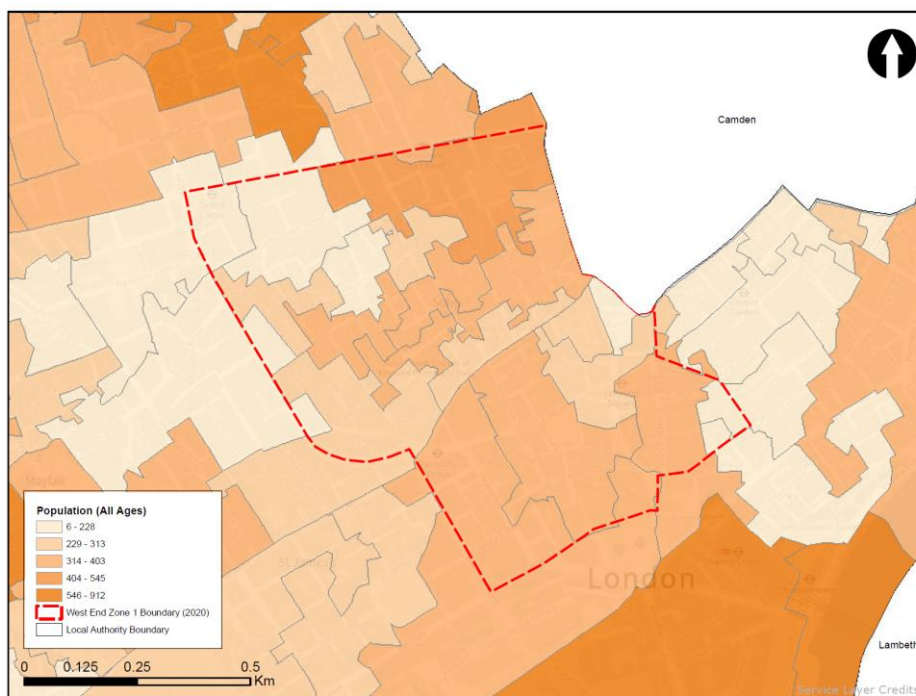 Camden
Mayfair
London
Population (All Ages)
6 - 228
229 - 313
314 - 403
404 - 545
546 - 912
West End Zone 1 Boundary (2020)
Local Authority Boundary
Lambeth
0 0.125 0.25 0.5
Km
Service Layer Credits